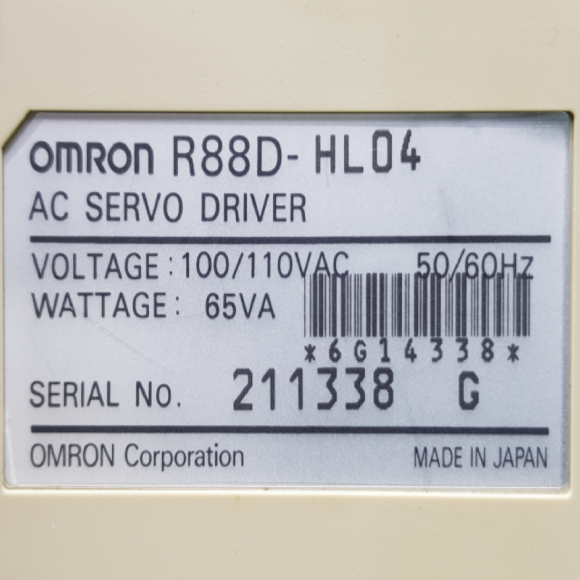 OMRON R88D-HL04
AC SERVO DRIVER
VOLTAGE: 100/110VAC 50/60Hz
WATTAGE: 65VA
*6G14338*
SERIAL No. 211338 G
OMRON Corporation MADE IN JAPAN